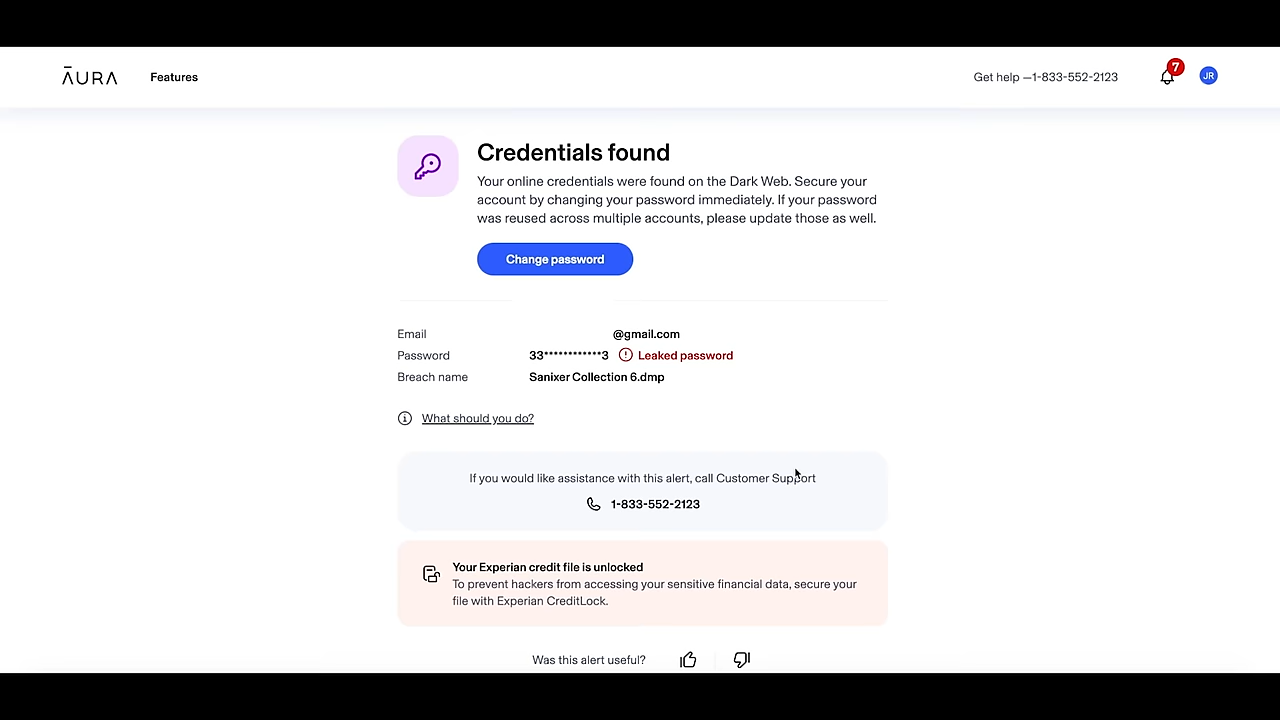 ĀURA
Features
Get help —1-833-552-2123
7
JR
Credentials found
Your online credentials were found on the Dark Web. Secure your
account by changing your password immediately. If your password
was reused across multiple accounts, please update those as well.
Change password
Email @gmail.com
Password 33************3 Leaked password
Breach name Sanixer Collection 6.dmp
What should you do?
If you would like assistance with this alert, call Customer Support
1-833-552-2123
Your Experian credit file is unlocked
To prevent hackers from accessing your sensitive financial data, secure your
file with Experian CreditLock.
Was this alert useful?